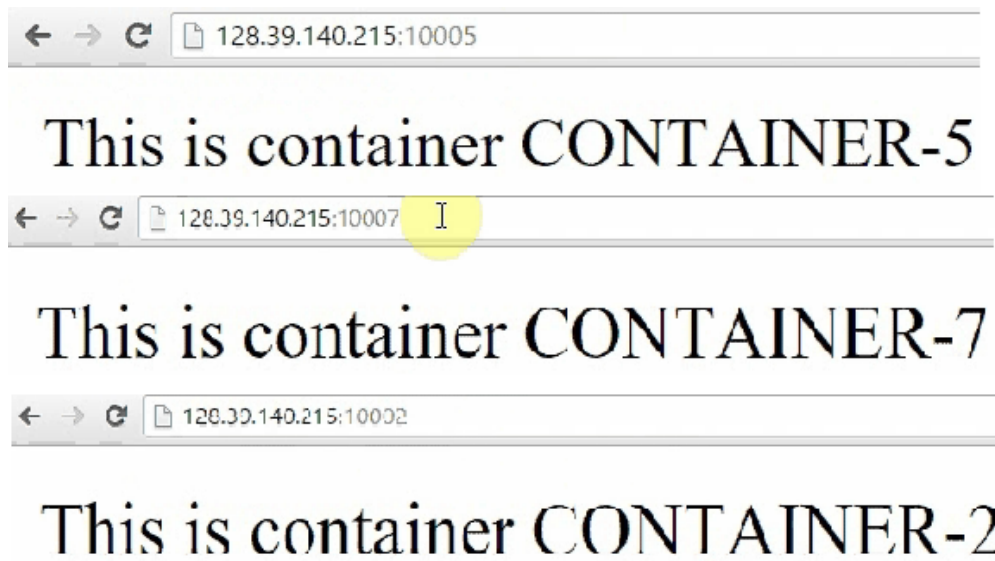 128.39.140.215:10005
This is container CONTAINER-5
128.39.140.215:10007
This is container CONTAINER-7
128.39.140.215:10002
This is container CONTAINER-2